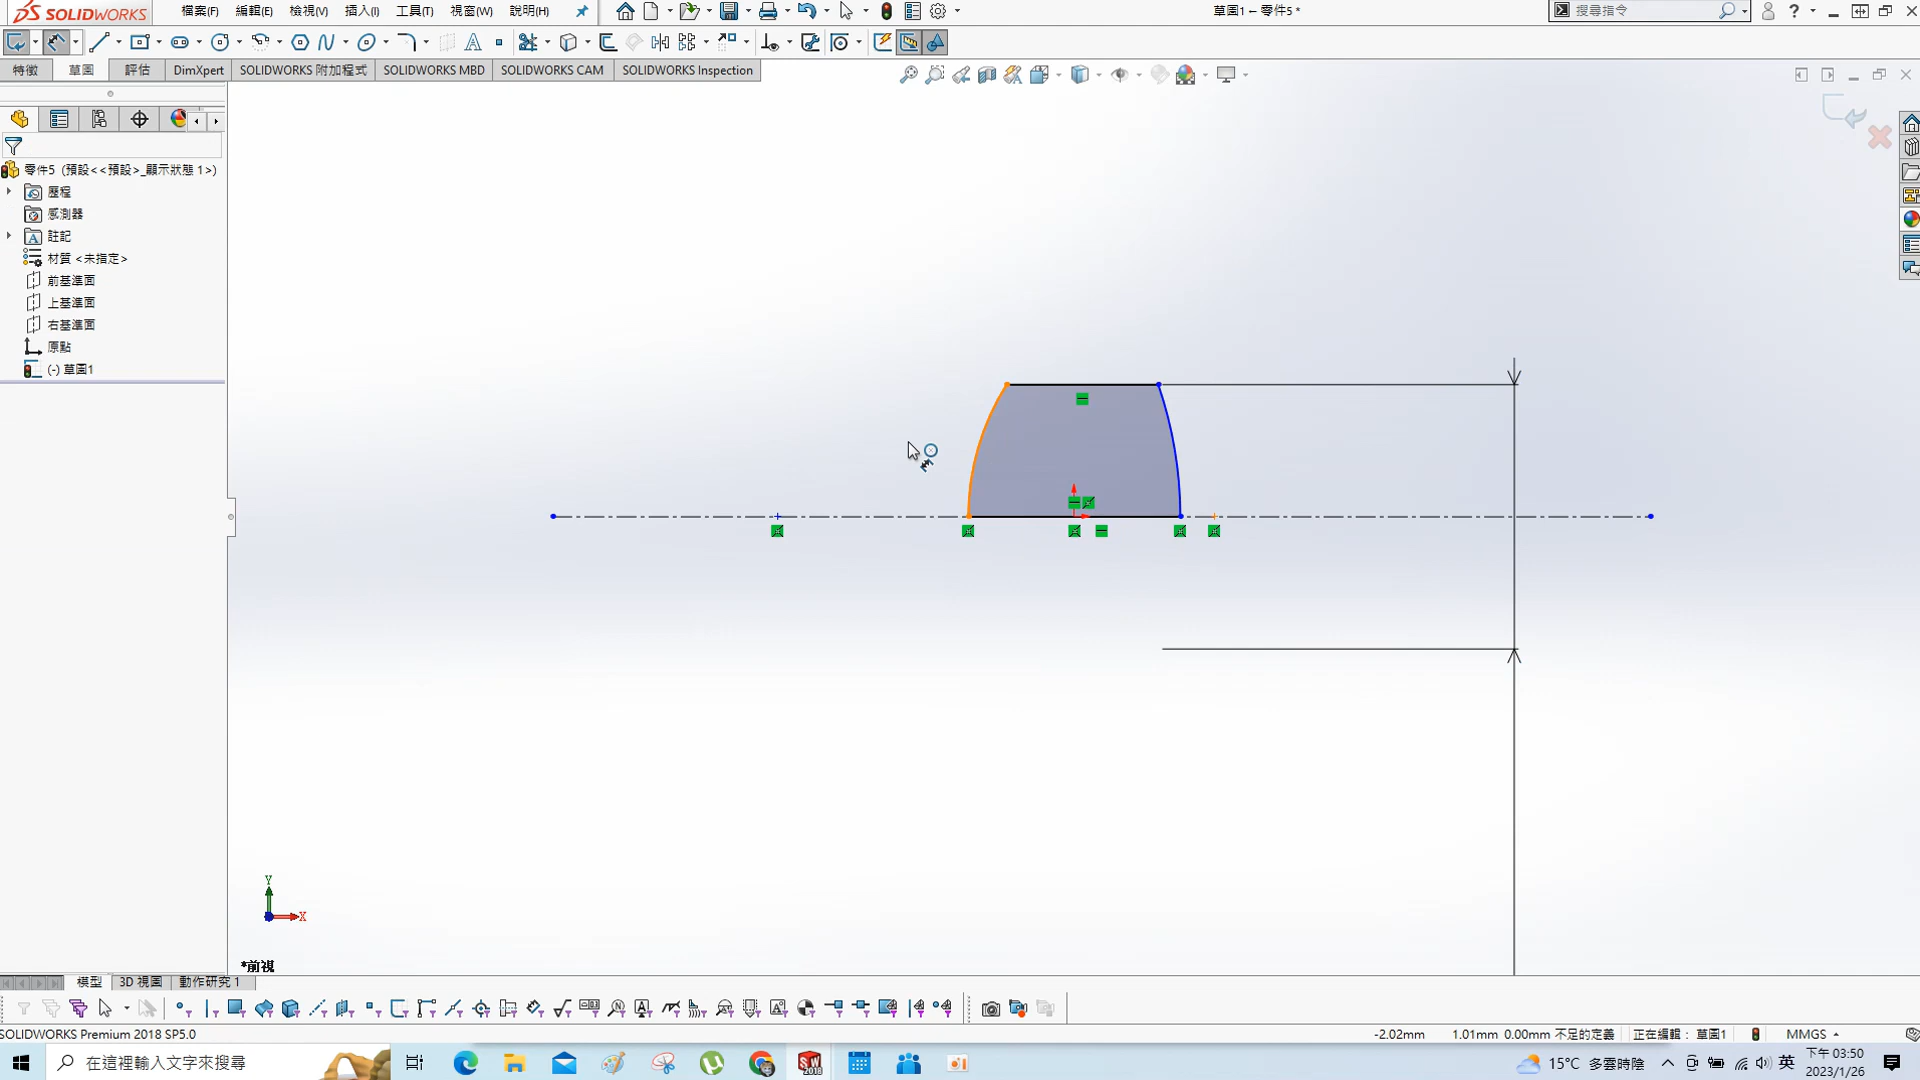 SOLIDWORKS
檔案(F) 編輯(E) 檢視(V) 插入(I) 工具(T) 視窗(W) 說明(H)
草圖1 – 零件5 *
搜尋指令
特徵 草圖 評估 DimXpert SOLIDWORKS 附加程式 SOLIDWORKS MBD SOLIDWORKS CAM SOLIDWORKS Inspection
零件5 (預設<<預設>_顯示狀態 1>)
歷程
感測器
註記
材質 <未指定>
前基準面
上基準面
右基準面
原點
(-) 草圖1
Y
X
*前視
模型 3D 視圖 動作研究 1
SOLIDWORKS Premium 2018 SP5.0
-2.02mm 1.01mm 0.00mm 不足的定義 正在編輯： 草圖1 MMGS
在這裡輸入文字來搜尋
15°C 多雲時陰
英
下午 03:50
2023/1/26